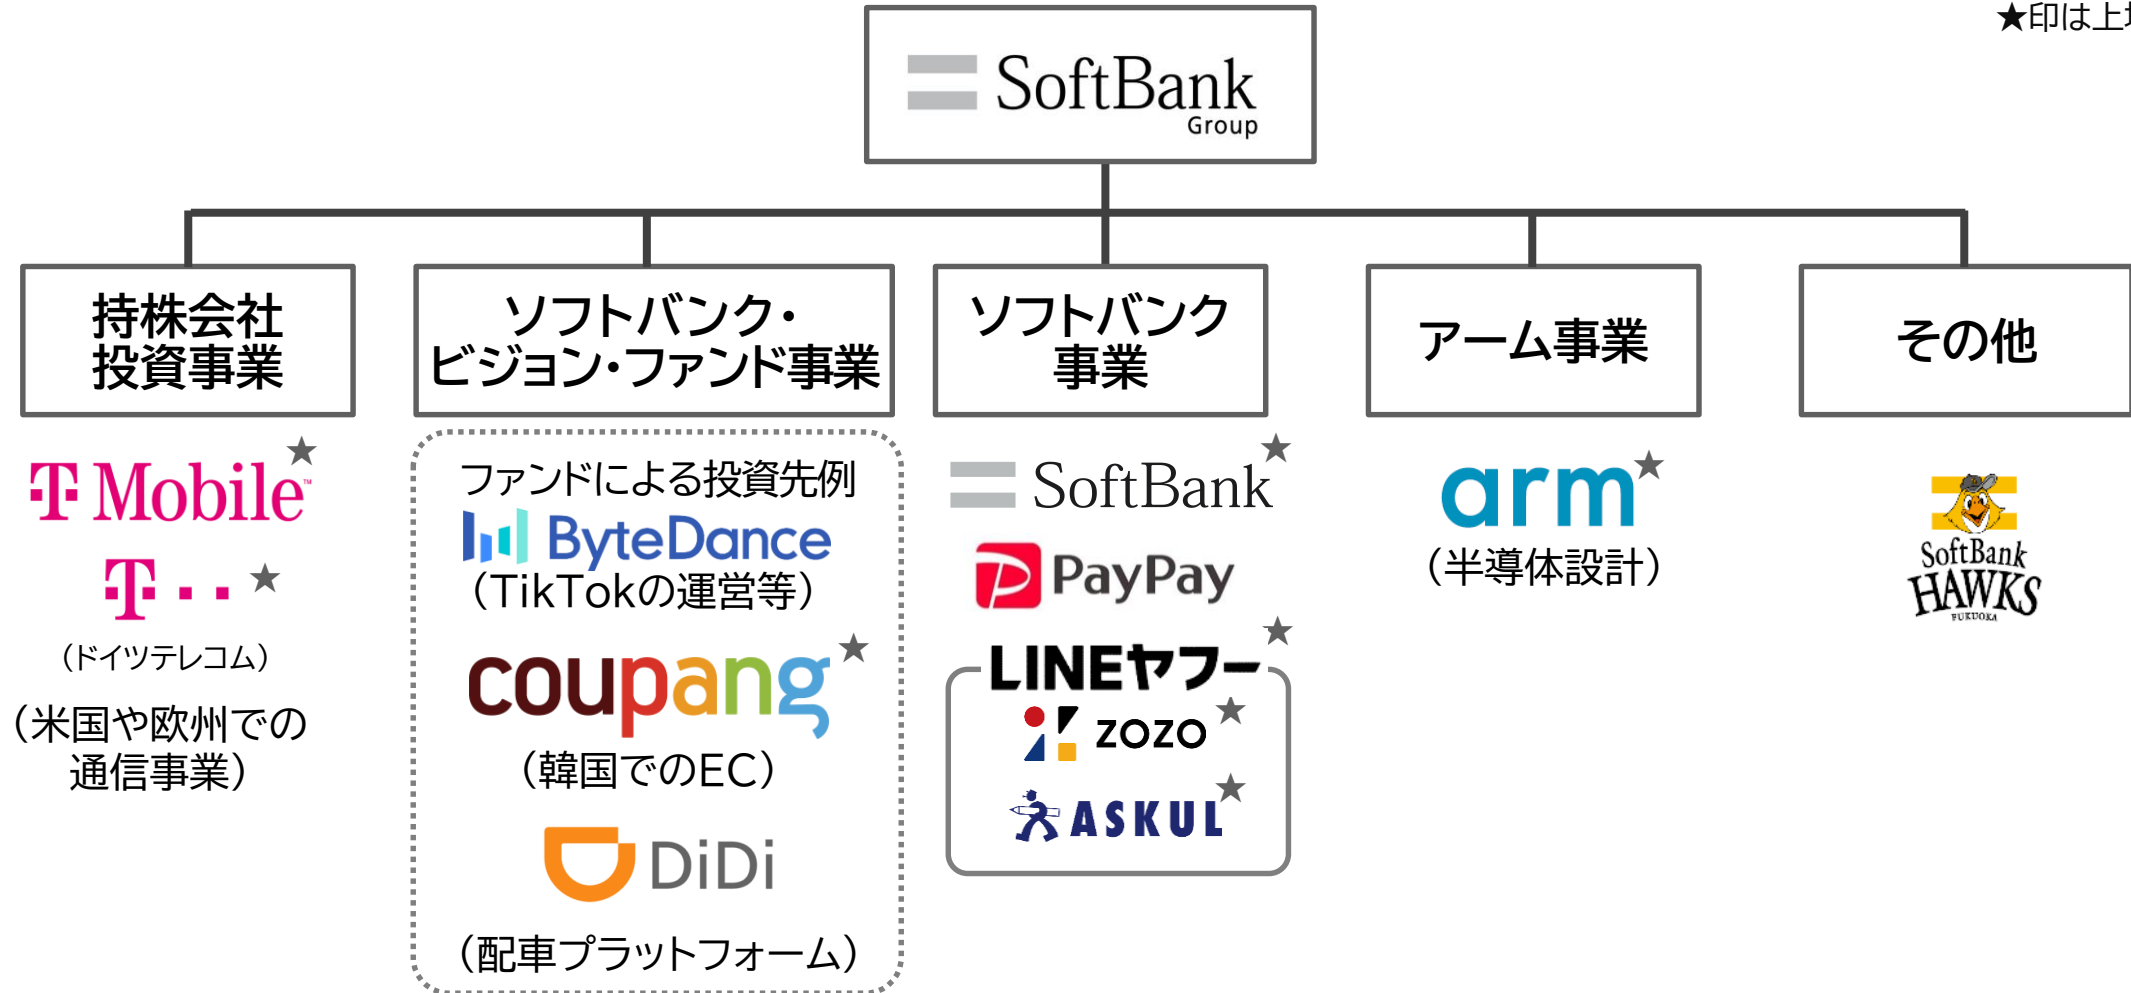 ★印は上場
SoftBank
Group
持株会社
投資事業
ソフトバンク・
ビジョン・ファンド事業
ソフトバンク
事業
アーム事業
その他
T Mobile™ ★
T ★
（ドイツテレコム）
（米国や欧州での
通信事業）
ファンドによる投資先例
ByteDance
（TikTokの運営等）
coupang ★
（韓国でのEC）
DiDi
（配車プラットフォーム）
SoftBank ★
PayPay
LINEヤフー ★
ZOZO ★
ASKUL ★
arm ★
（半導体設計）
SoftBank
HAWKS
FUKUOKA